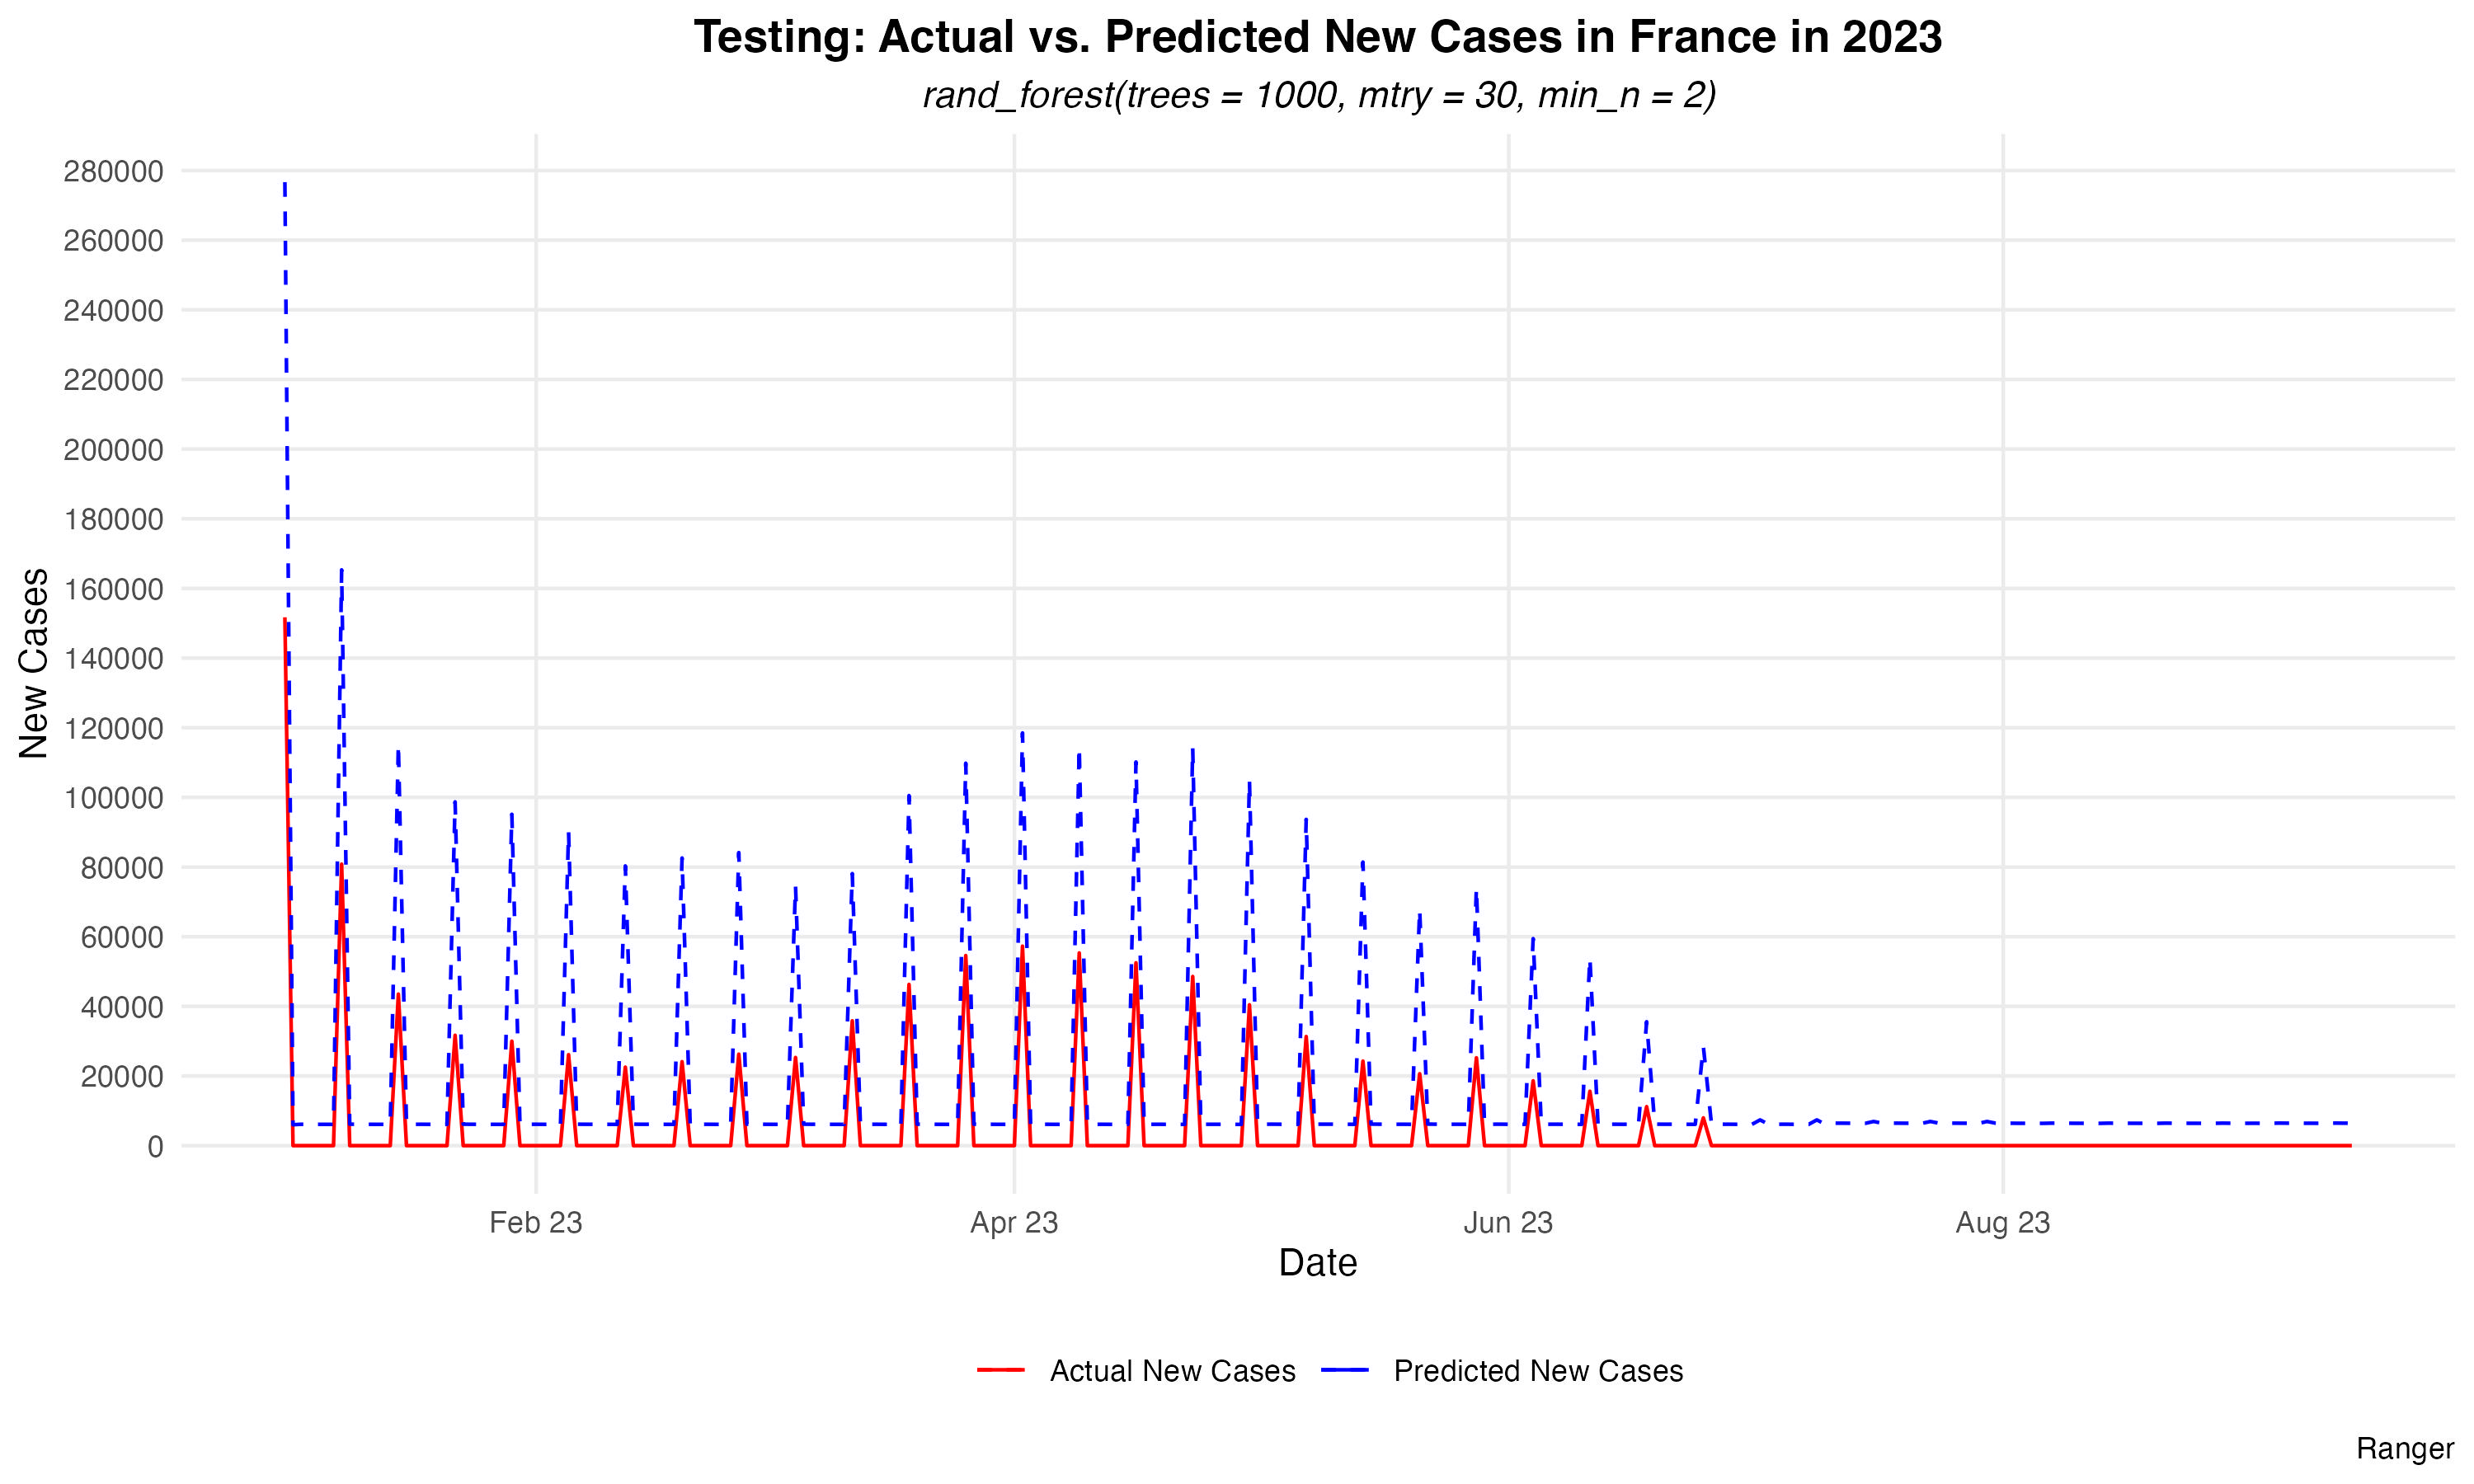 Testing: Actual vs. Predicted New Cases in France in 2023
rand_forest(trees = 1000, mtry = 30, min_n = 2)
280000
260000
240000
220000
200000
180000
160000
140000
120000
100000
80000
60000
40000
20000
0
New Cases
Feb 23 Apr 23 Jun 23 Aug 23
Date
Actual New Cases Predicted New Cases
Ranger